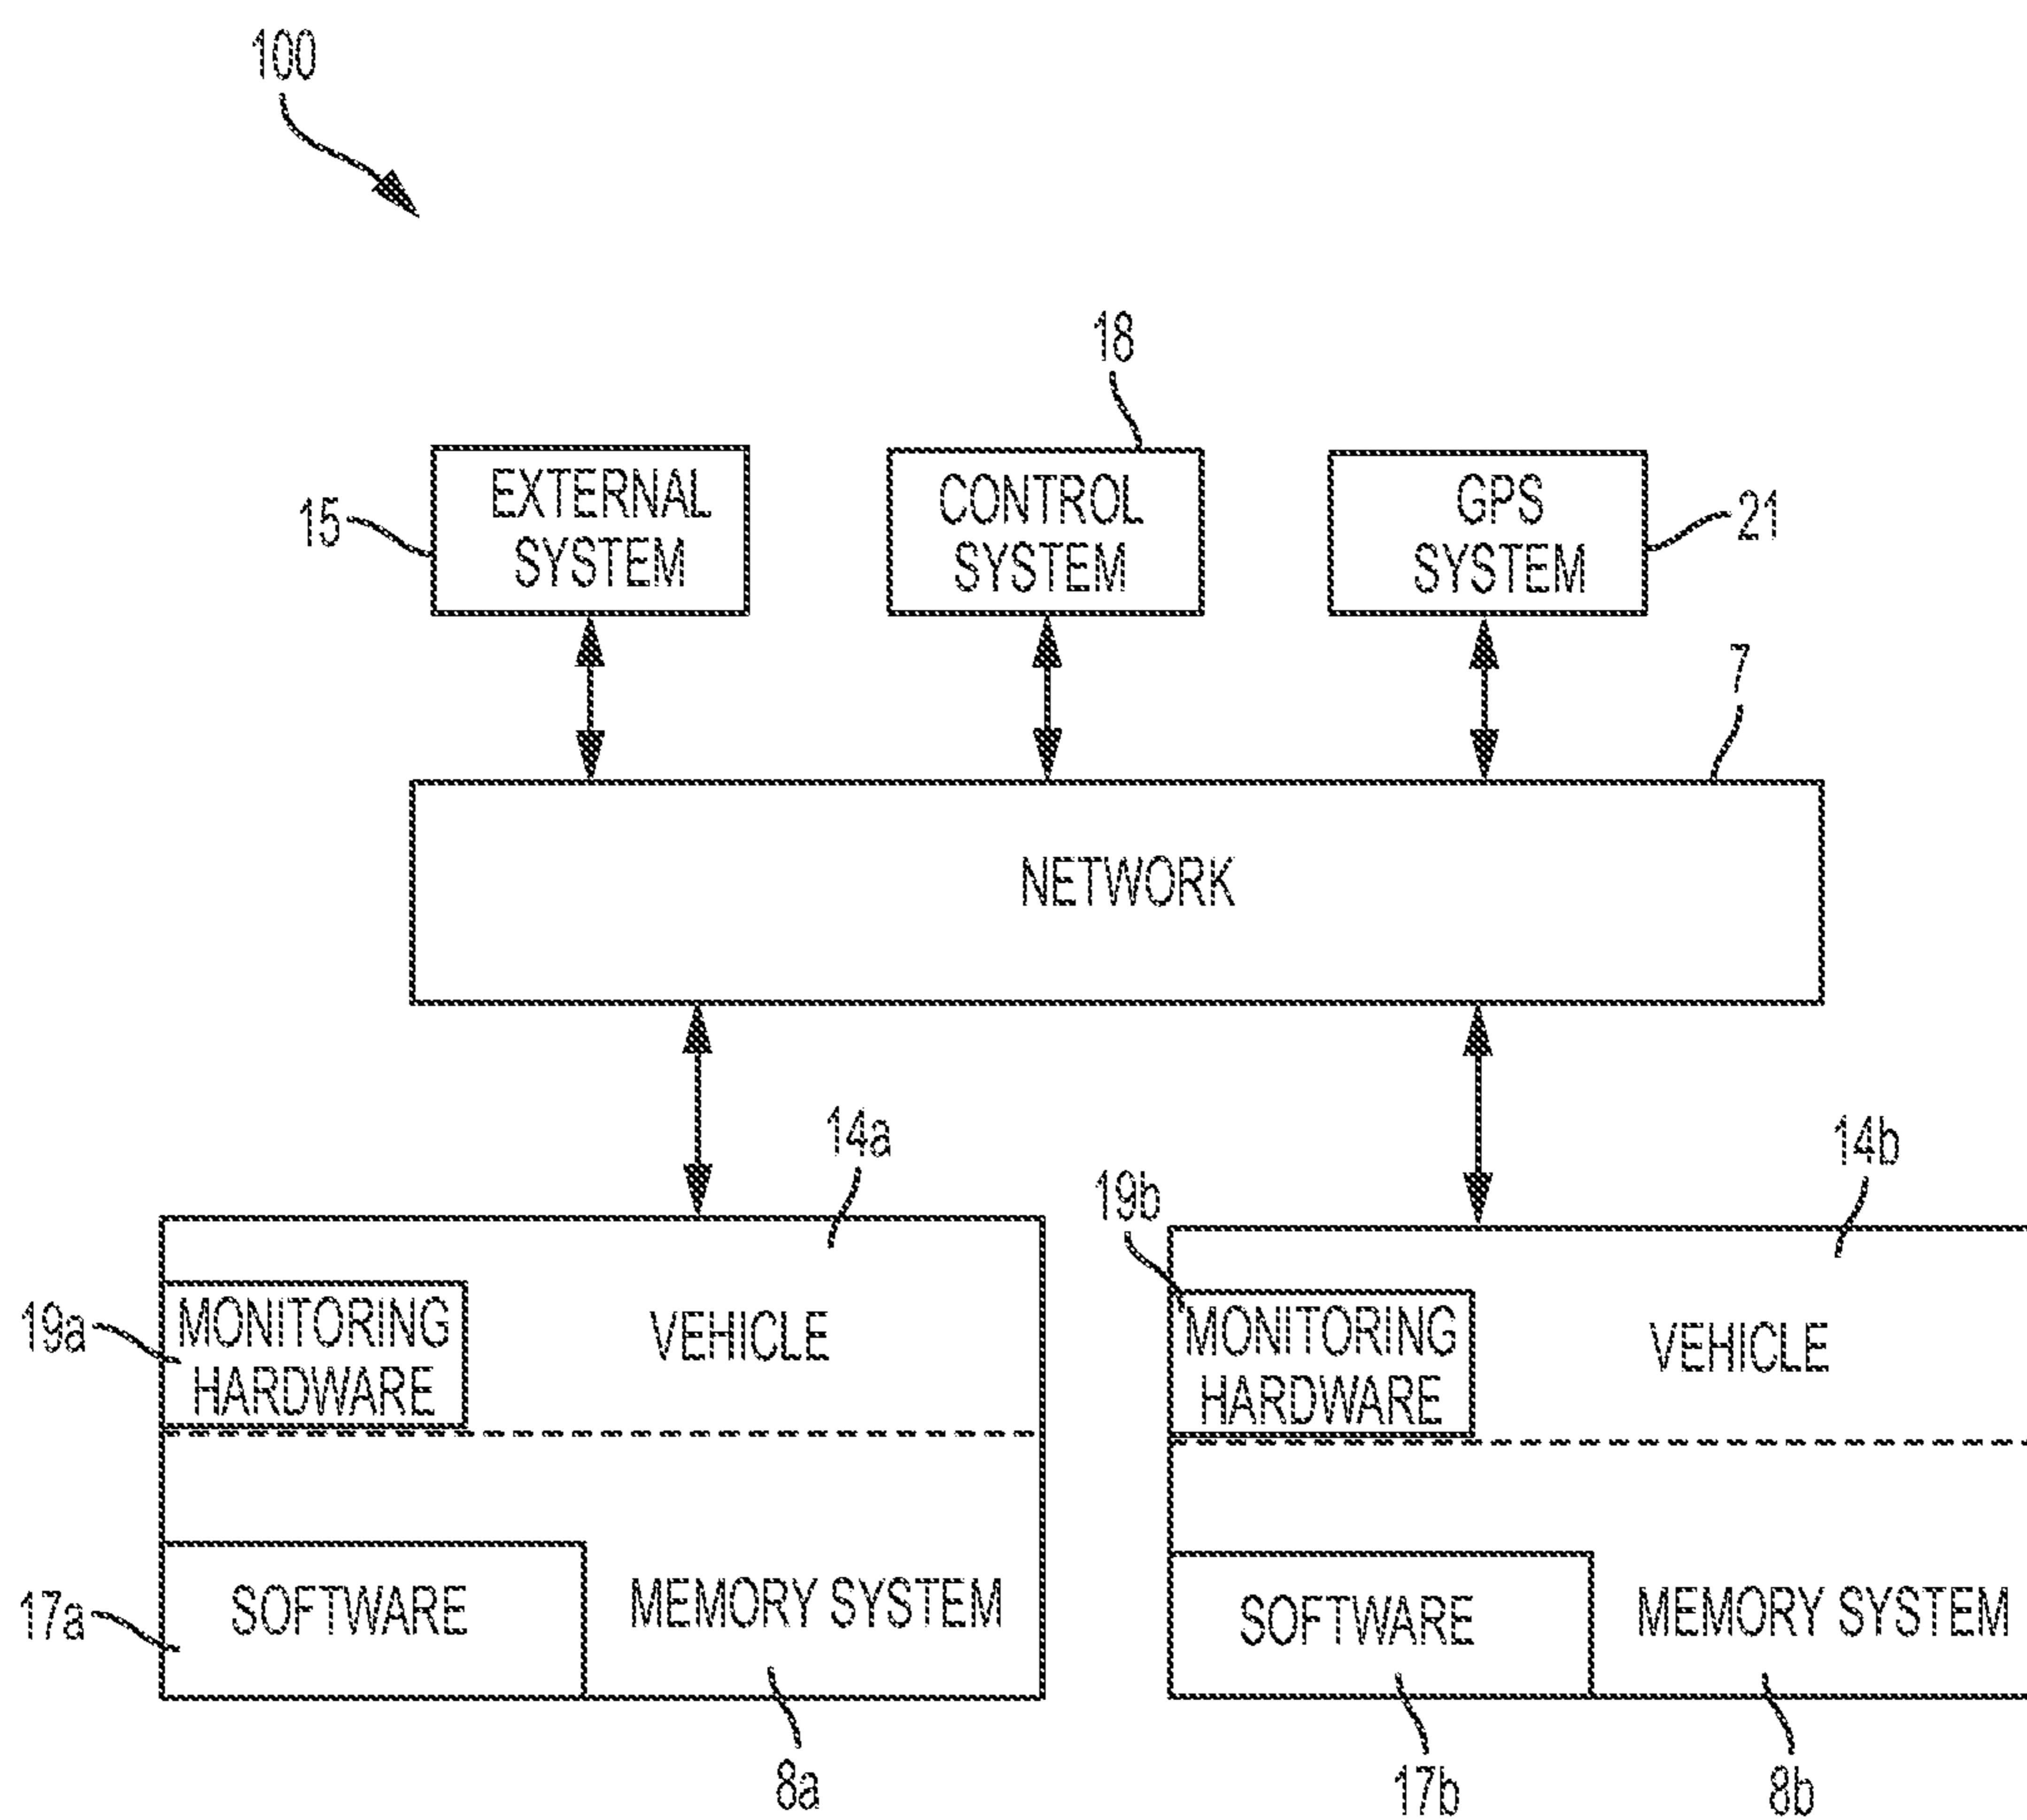 100
18
15
EXTERNAL
SYSTEM
CONTROL
SYSTEM
GPS
SYSTEM
21
7
NETWORK
14a
14b
19b
19a
MONITORING
HARDWARE
VEHICLE
MONITORING
HARDWARE
VEHICLE
17a
SOFTWARE
MEMORY SYSTEM
SOFTWARE
MEMORY SYSTEM
8a
17b
8b